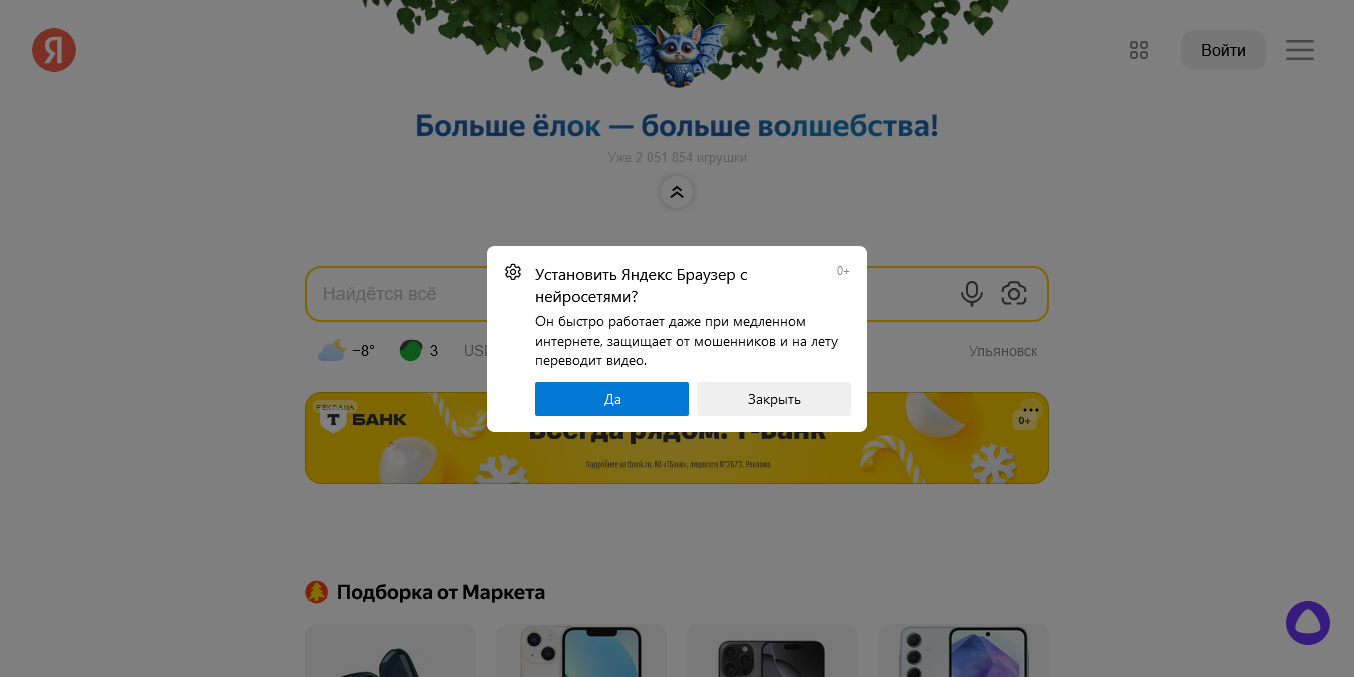 Я
Войти
Больше ёлок — больше волшебства!
Уже 2 051 854 игрушки
Установить Яндекс Браузер с
нейросетями?
0+
Он быстро работает даже при медленном
интернете, защищает от мошенников и на лету
переводит видео.
Да
Закрыть
Найдётся всё
−8°
3
Ульяновск
РЕКЛАМА
Т БАНК
0+
Всегда рядом. Т-Банк
Подробнее на tbank.ru. АО «ТБанк», лицензия №2673. Реклама
Подборка от Маркета